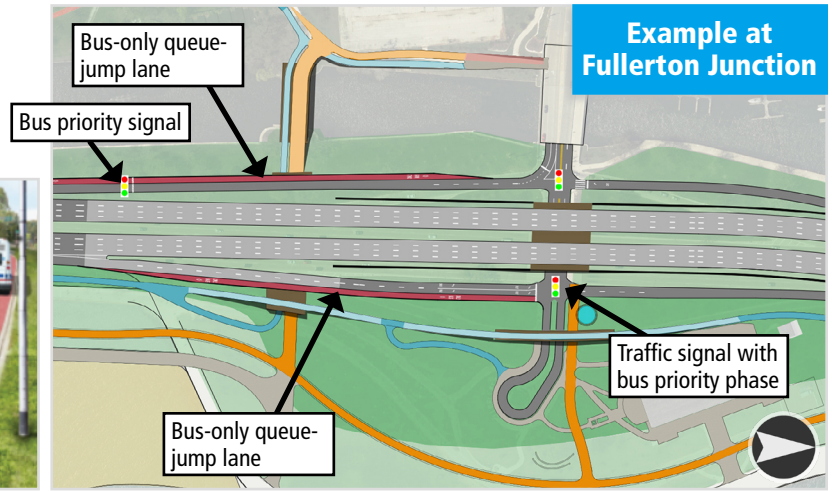 Example at
Fullerton Junction
Bus-only queue-
jump lane
Bus priority signal
Traffic signal with
bus priority phase
Bus-only queue-
jump lane